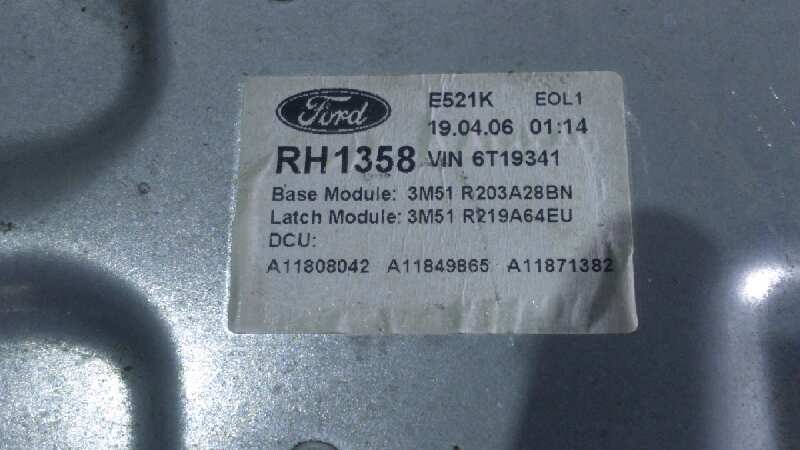 Ford
E521K EOL1
19.04.06 01:14
RH1358 VIN 6T19341
Base Module: 3M51 R203A28BN
Latch Module: 3M51 R219A64EU
DCU:
A11808042 A11849865 A11871382